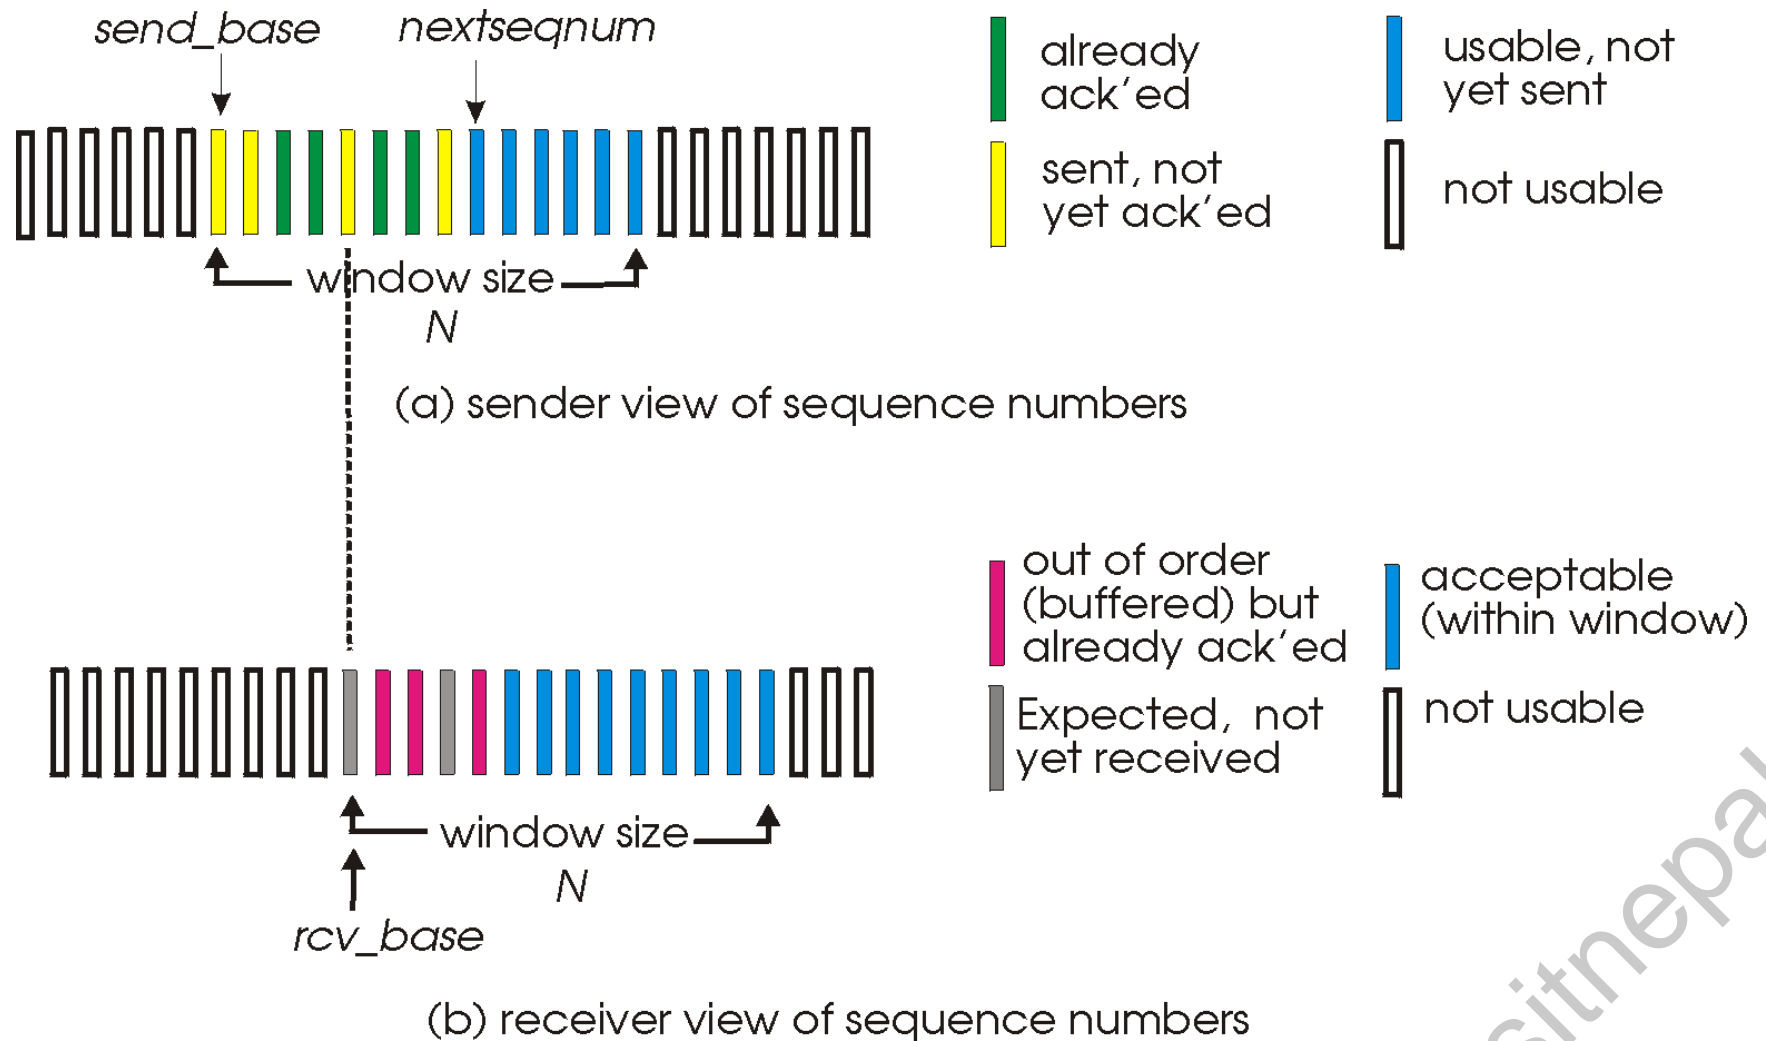 send_base
nextseqnum
already
ack'ed
usable, not
yet sent
sent, not
yet ack'ed
not usable
window size
N
(a) sender view of sequence numbers
out of order
(buffered) but
already ack'ed
acceptable
(within window)
Expected, not
yet received
not usable
window size
N
rcv_base
(b) receiver view of sequence numbers
sitnepal